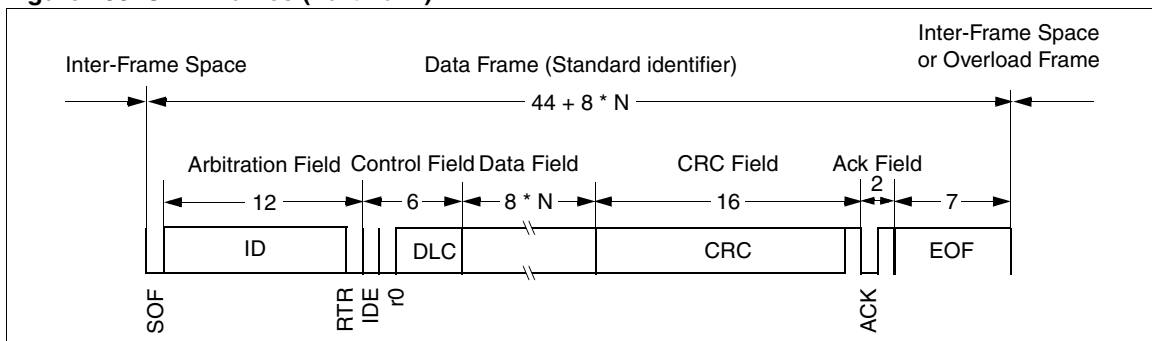 Inter-Frame Space
Data Frame (Standard identifier)
Inter-Frame Space
or Overload Frame
44 + 8 * N
Arbitration Field
Control Field
Data Field
CRC Field
Ack Field
12
6
8 * N
16
2
7
ID
DLC
CRC
EOF
SOF
RTR
IDE
r0
ACK